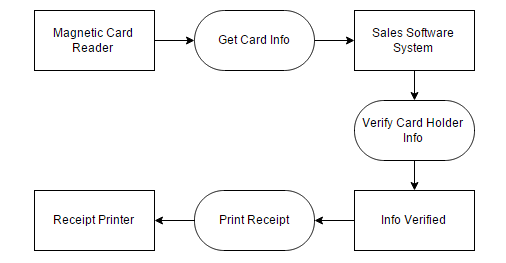 Magnetic Card
Reader
Get Card Info
Sales Software
System
Verify Card Holder
Info
Receipt Printer
Print Receipt
Info Verified